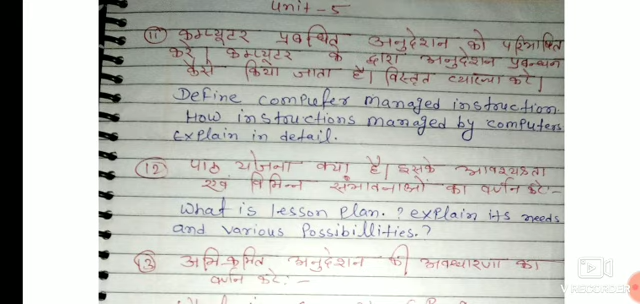 unit - 5
(11) कम्प्यूटर प्रबन्धित अनुदेशन को परिभाषित
करे। कम्प्यूटर के द्वारा अनुदेशन प्रबन्धन
कैसे किया जाता है। विस्तृत व्याख्या करे।
Define computer managed instruction.
How instructions managed by computers
explain in detail.
(12) पाठ योजना क्या है। इसके आवश्यकता
एवं विभिन्न संभावनाओं का वर्णन करे:-
What is lesson plan.? explain its needs
and various Possibillities.?
(13) अभिक्रमित अनुदेशन की अवधारणा का
वर्णन करे:-
V RECORDER